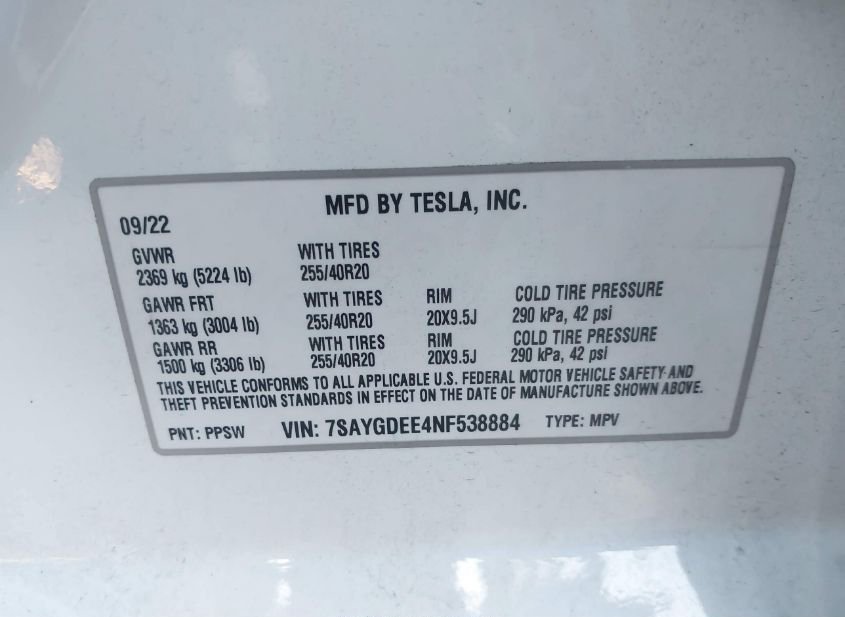 MFD BY TESLA, INC.
09/22
GVWR WITH TIRES
2369 kg (5224 lb) 255/40R20
GAWR FRT WITH TIRES RIM COLD TIRE PRESSURE
1363 kg (3004 lb) 255/40R20 20X9.5J 290 kPa, 42 psi
GAWR RR WITH TIRES RIM COLD TIRE PRESSURE
1500 kg (3306 lb) 255/40R20 20X9.5J 290 kPa, 42 psi
THIS VEHICLE CONFORMS TO ALL APPLICABLE U.S. FEDERAL MOTOR VEHICLE SAFETY AND
THEFT PREVENTION STANDARDS IN EFFECT ON THE DATE OF MANUFACTURE SHOWN ABOVE.
PNT: PPSW VIN: 7SAYGDEE4NF538884 TYPE: MPV